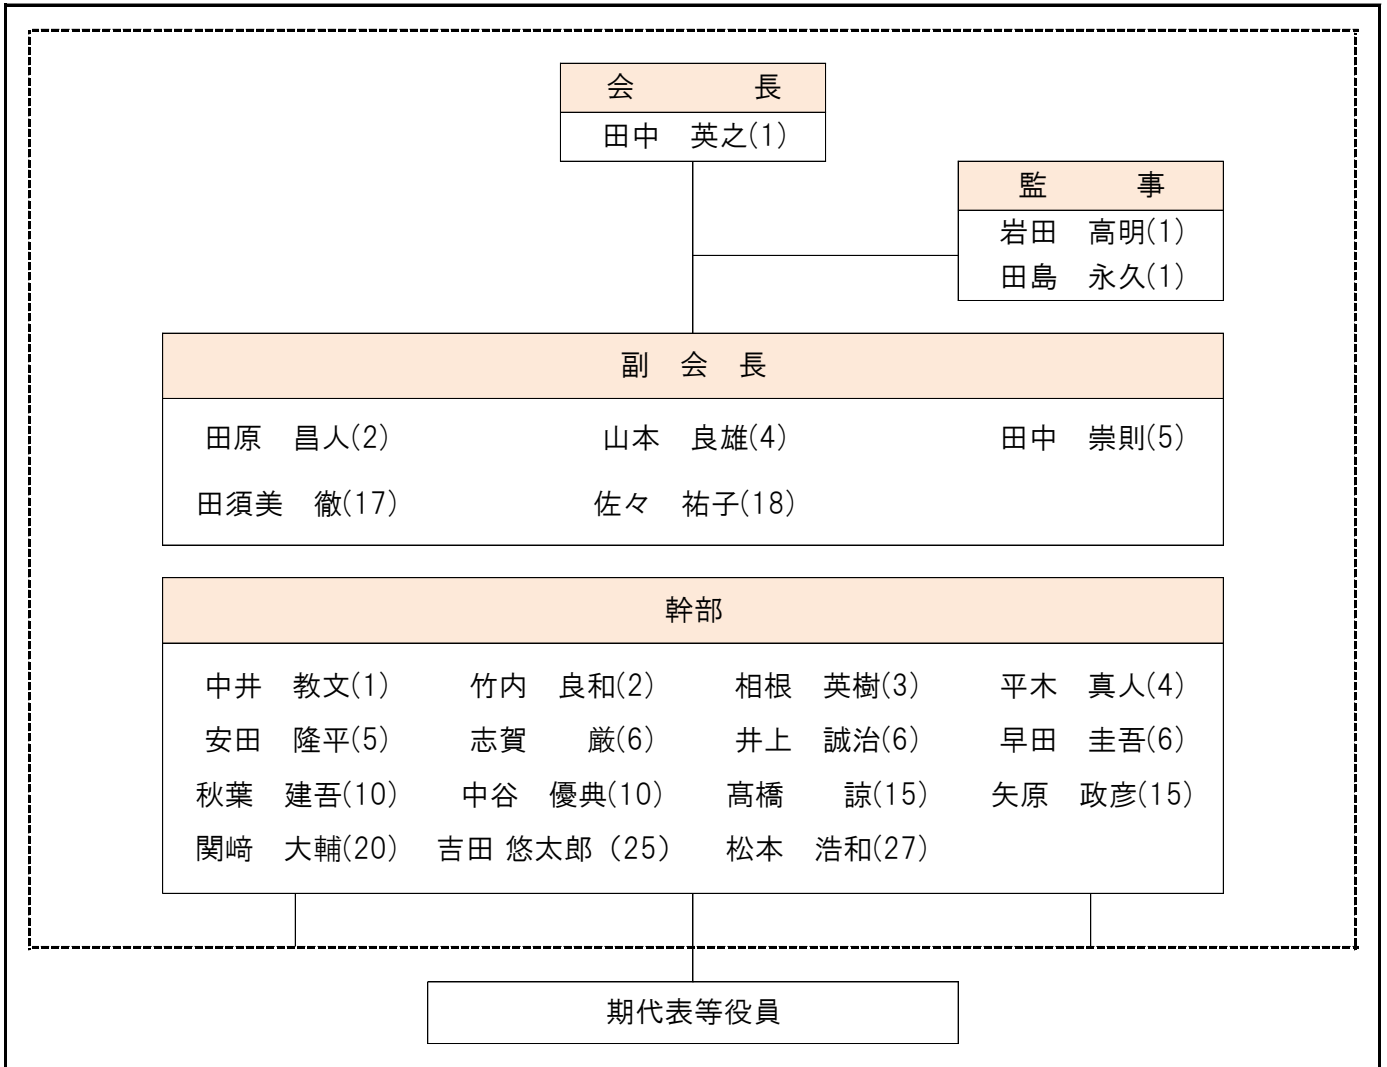 会　　　　長
田中　英之(1)
監　　　事
岩田　高明(1)
田島　永久(1)
副　会　長
田原　昌人(2)　山本　良雄(4)　田中　崇則(5)
田須美　徹(17)　佐々　祐子(18)
幹部
中井　教文(1)　竹内　良和(2)　相根　英樹(3)　平木　真人(4)
安田　隆平(5)　志賀　　厳(6)　井上　誠治(6)　早田　圭吾(6)
秋葉　建吾(10)　中谷　優典(10)　髙橋　　諒(15)　矢原　政彦(15)
関﨑　大輔(20)　吉田 悠太郎（25）　松本　浩和(27)
期代表等役員